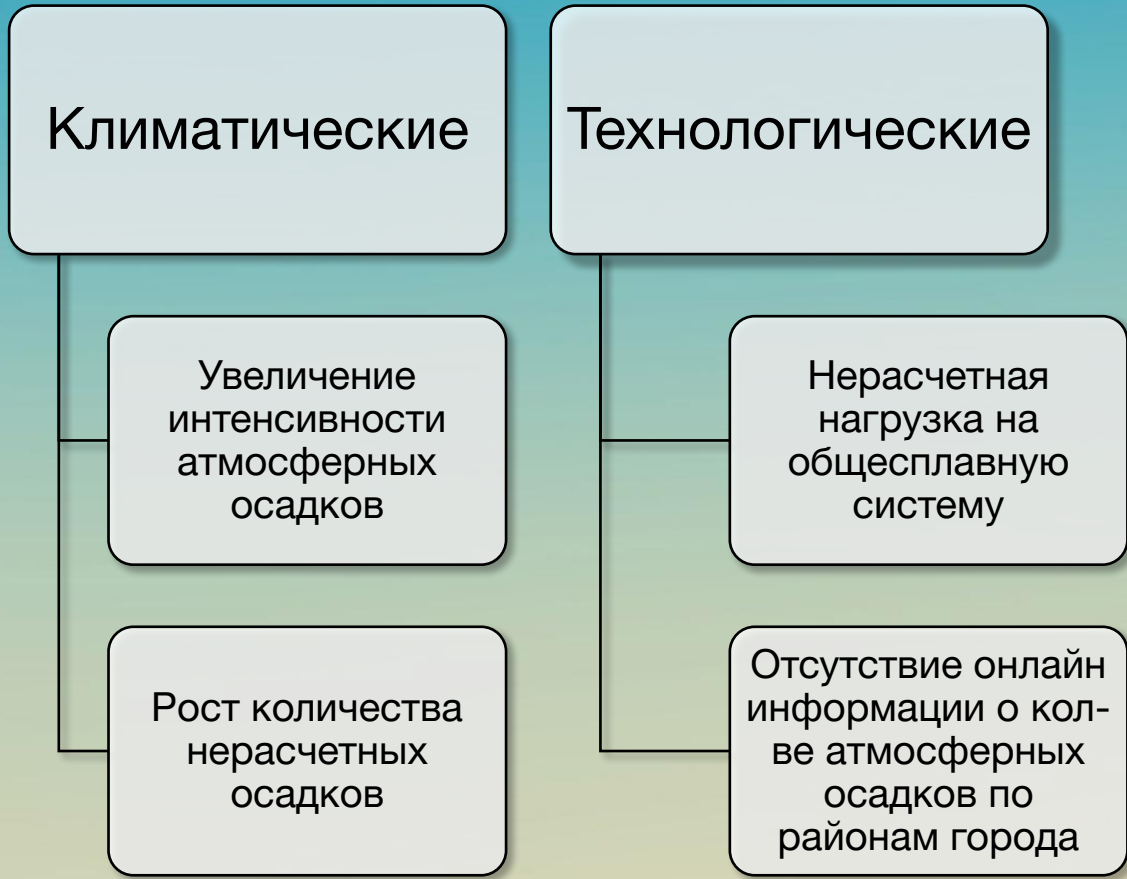 Климатические
Увеличение
интенсивности
атмосферных
осадков
Рост количества
нерасчетных
осадков
Технологические
Нерасчетная
нагрузка на
общесплавную
систему
Отсутствие онлайн
информации о кол-
ве атмосферных
осадков по
районам города